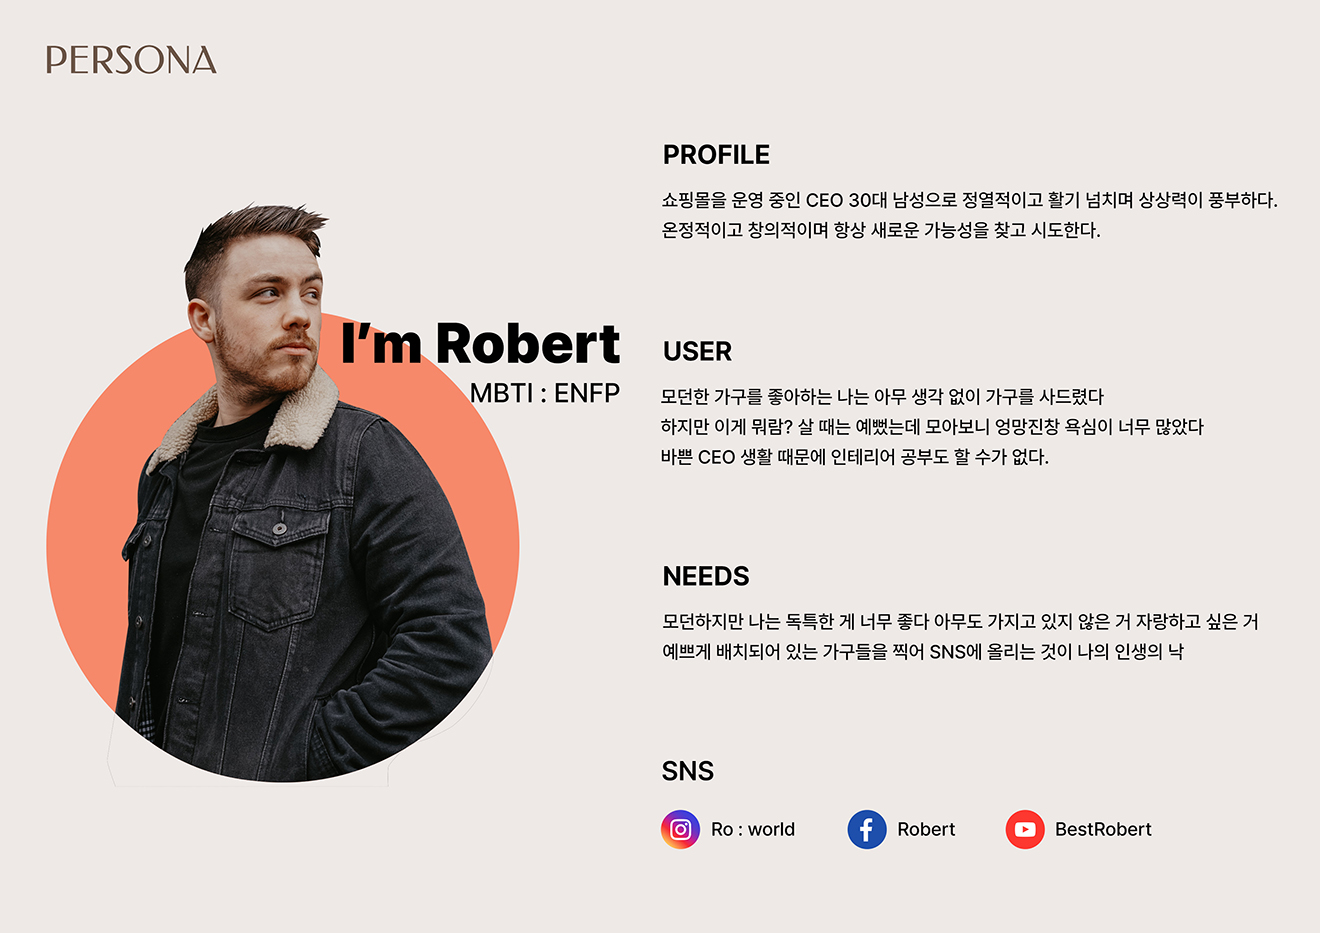 PERSONA
I'm Robert
MBTI : ENFP
PROFILE
쇼핑몰을 운영 중인 CEO 30대 남성으로 정열적이고 활기 넘치며 상상력이 풍부하다.
온정적이고 창의적이며 항상 새로운 가능성을 찾고 시도한다.
USER
모던한 가구를 좋아하는 나는 아무 생각 없이 가구를 사드렸다
하지만 이게 뭐람? 살 때는 예뻤는데 모아보니 엉망진창 욕심이 너무 많았다
바쁜 CEO 생활 때문에 인테리어 공부도 할 수가 없다.
NEEDS
모던하지만 나는 독특한 게 너무 좋다 아무도 가지고 있지 않은 거 자랑하고 싶은 거
예쁘게 배치되어 있는 가구들을 찍어 SNS에 올리는 것이 나의 인생의 낙
SNS
Ro : world
Robert
BestRobert